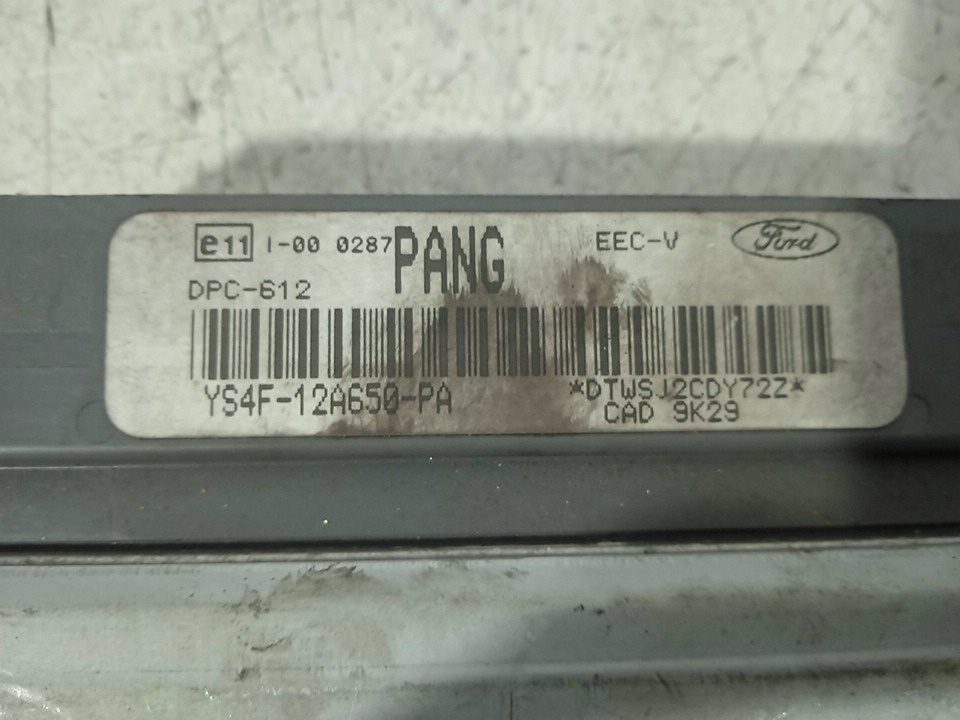 e11 I-00 0287 PANG EEC-V Ford
DPC-612
YS4F-12A650-PA *DTWSJ2CDY72Z*
CAD 9K29